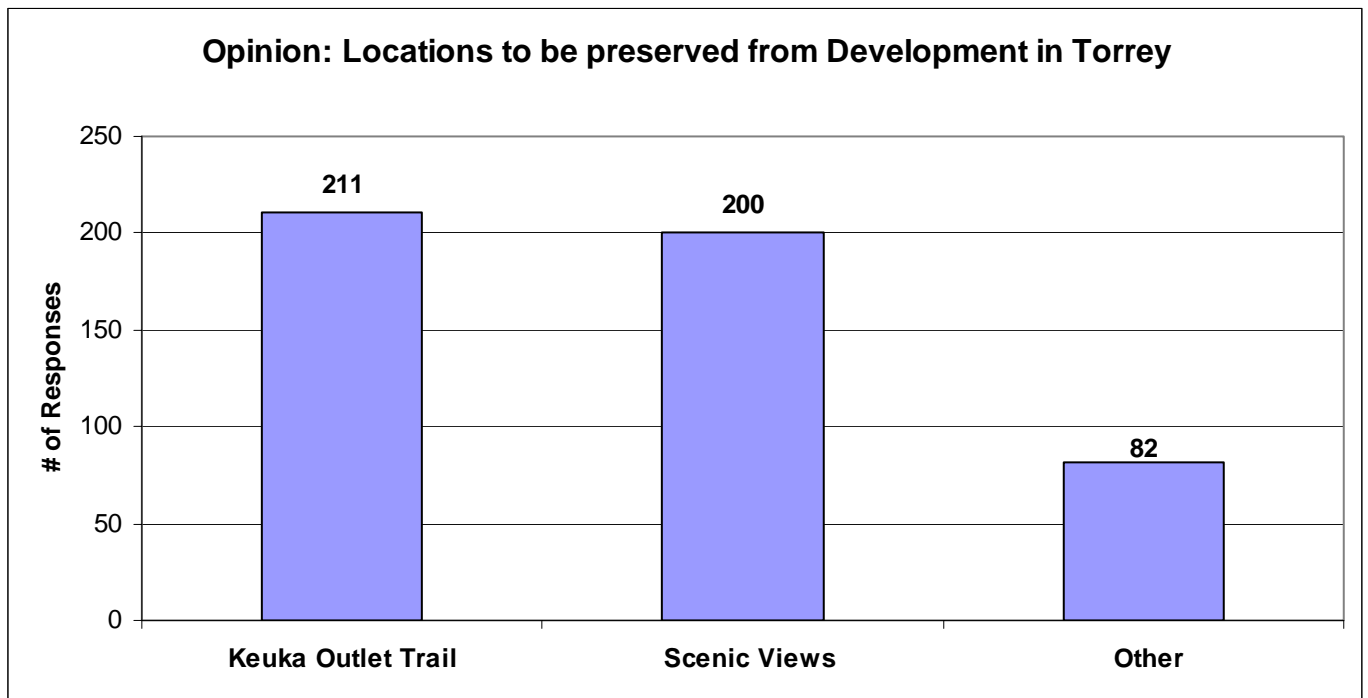 Opinion: Locations to be preserved from Development in Torrey
250
200
150
100
50
0
# of Responses
211
200
82
Keuka Outlet Trail
Scenic Views
Other